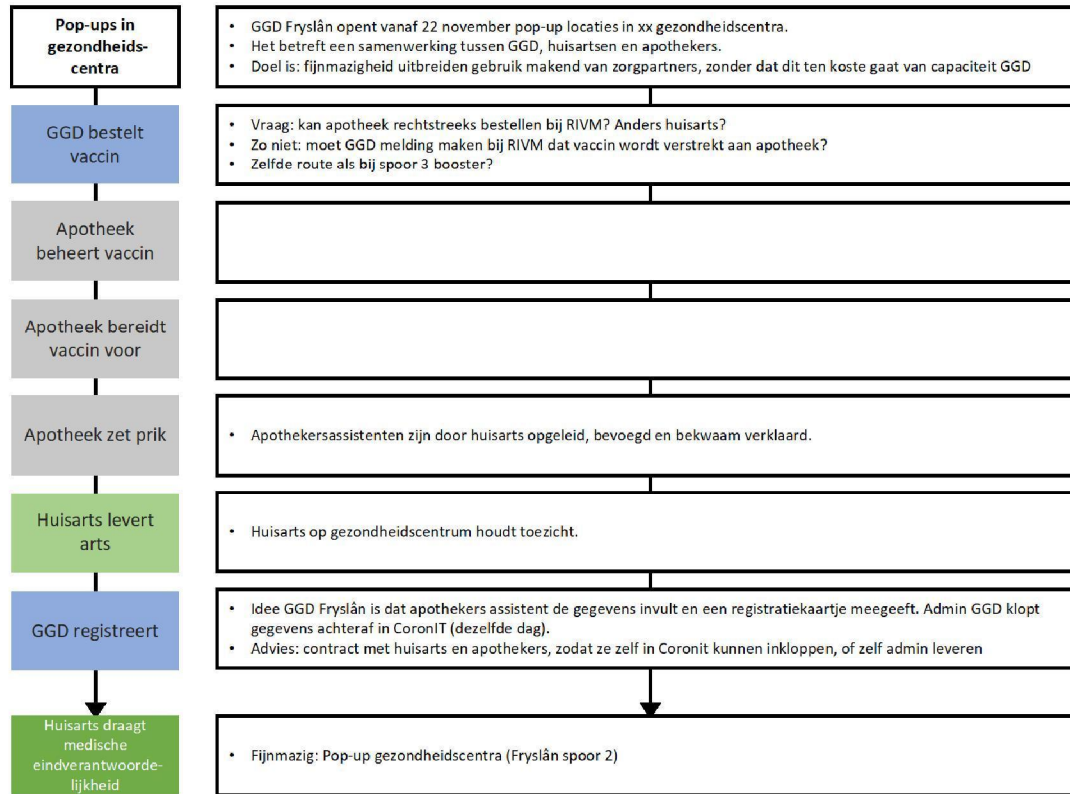 Pop-ups in
gezondheids-
centra
• GGD Fryslân opent vanaf 22 november pop-up locaties in xx gezondheidscentra.
• Het betreft een samenwerking tussen GGD, huisartsen en apothekers.
• Doel is: fijnmazigheid uitbreiden gebruik makend van zorgpartners, zonder dat dit ten koste gaat van capaciteit GGD
GGD bestelt
vaccin
• Vraag: kan apotheek rechtstreeks bestellen bij RIVM? Anders huisarts?
• Zo niet: moet GGD melding maken bij RIVM dat vaccin wordt verstrekt aan apotheek?
• Zelfde route als bij spoor 3 booster?
Apotheek
beheert vaccin
Apotheek bereidt
vaccin voor
Apotheek zet prik
• Apothekersassistenten zijn door huisarts opgeleid, bevoegd en bekwaam verklaard.
Huisarts levert
arts
• Huisarts op gezondheidscentrum houdt toezicht.
GGD registreert
• Idee GGD Fryslân is dat apothekers assistent de gegevens invult en een registratiekaartje meegeeft. Admin GGD klopt
gegevens achteraf in CoronIT (dezelfde dag).
• Advies: contract met huisarts en apothekers, zodat ze zelf in Coronit kunnen inkloppen, of zelf admin leveren
Huisarts draagt
medische
eindverantwoorde-
lijkheid
• Fijnmazig: Pop-up gezondheidscentra (Fryslân spoor 2)